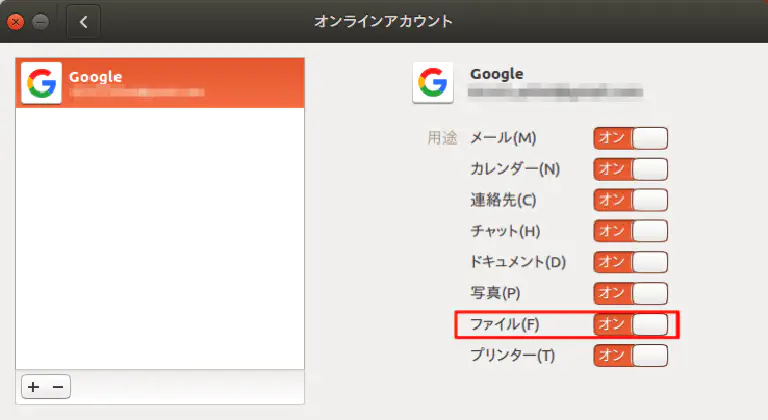 オンラインアカウント
Google
Google
用途 メール(M) オン
カレンダー(N) オン
連絡先(C) オン
チャット(H) オン
ドキュメント(D) オン
写真(P) オン
ファイル(F) オン
プリンター(T) オン